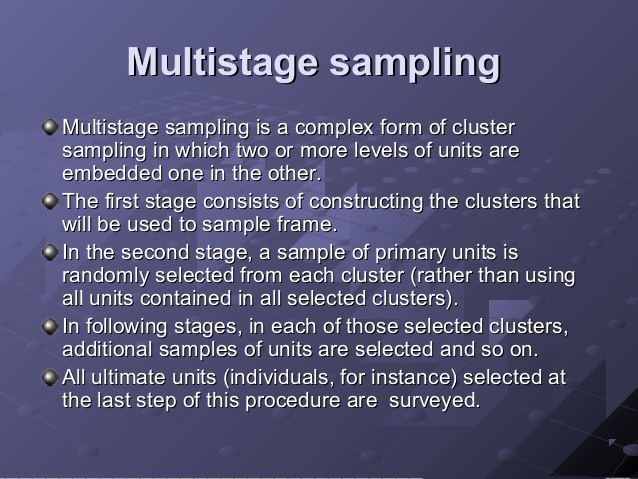 Multistage sampling
Multistage sampling is a complex form of cluster
sampling in which two or more levels of units are
embedded one in the other.
The first stage consists of constructing the clusters that
will be used to sample frame.
In the second stage, a sample of primary units is
randomly selected from each cluster (rather than using
all units contained in all selected clusters).
In following stages, in each of those selected clusters,
additional samples of units are selected and so on.
All ultimate units (individuals, for instance) selected at
the last step of this procedure are surveyed.